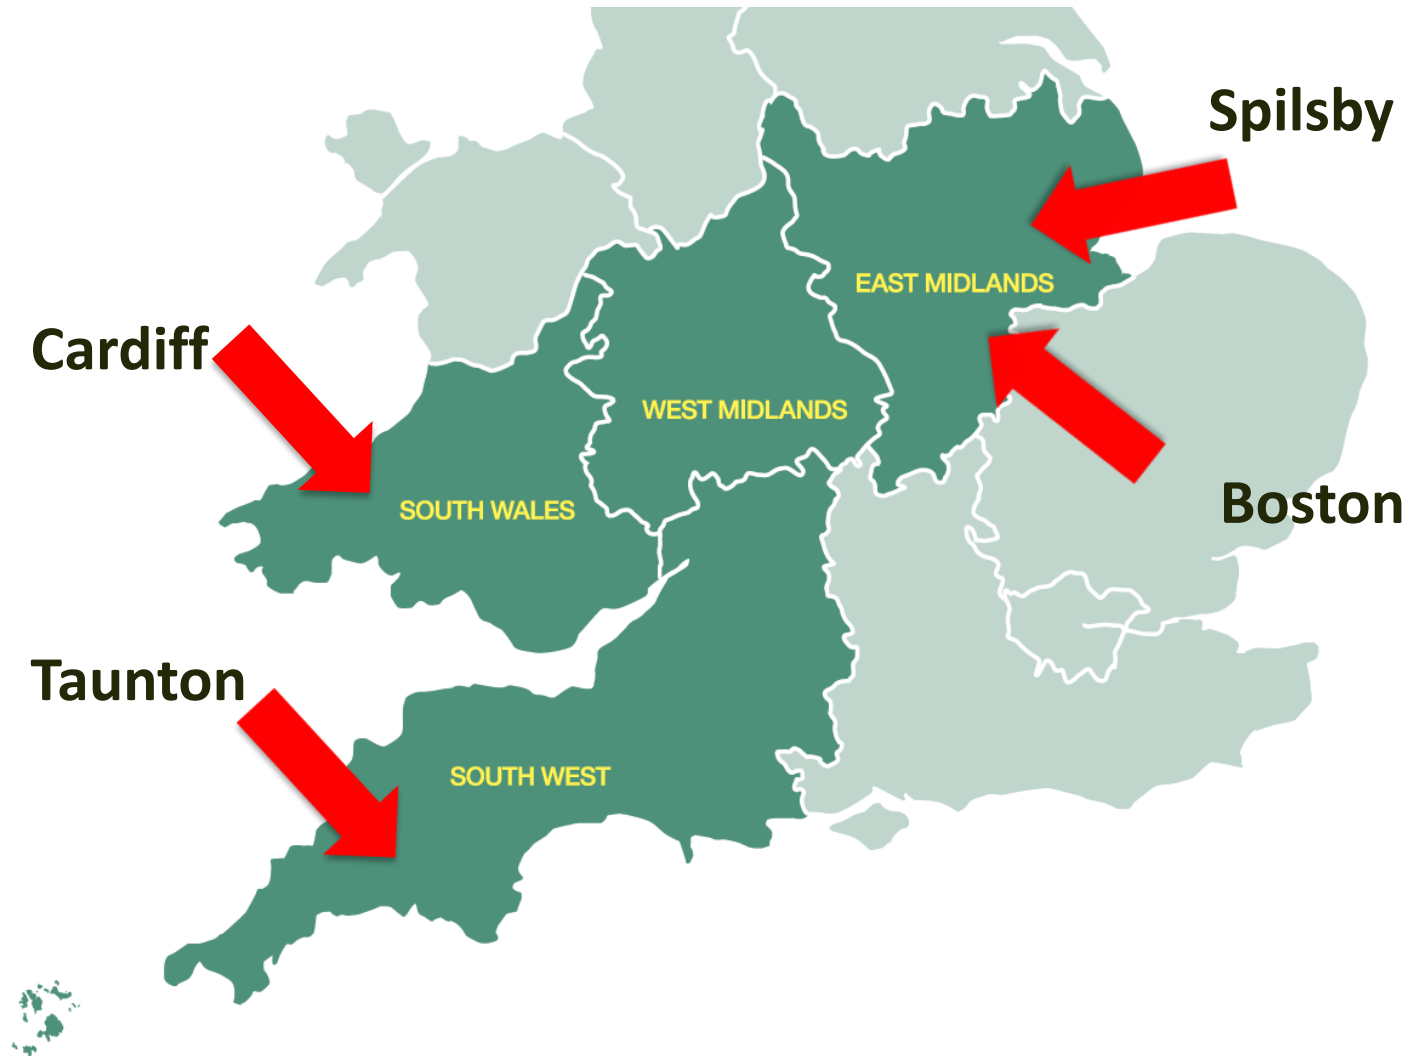 Spilsby
EAST MIDLANDS
Cardiff
WEST MIDLANDS
SOUTH WALES
Boston
Taunton
SOUTH WEST